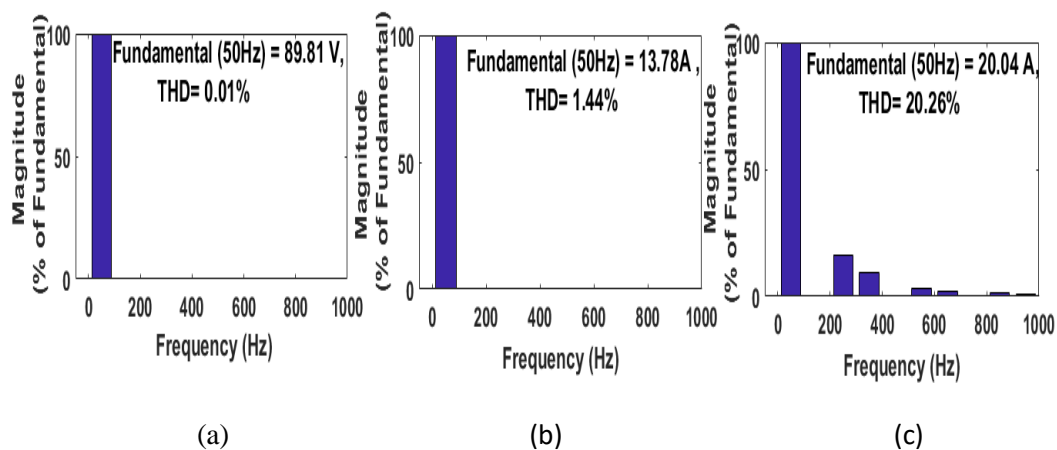 Fundamental (50Hz) = 89.81 V,
THD= 0.01%
Magnitude
(% of Fundamental)
100
50
0
0 200 400 600 800 1000
Frequency (Hz)
(a)
Fundamental (50Hz) = 13.78A ,
THD= 1.44%
Magnitude
(% of Fundamental)
100
50
0
0 200 400 600 800 1000
Frequency (Hz)
(b)
Fundamental (50Hz) = 20.04 A,
THD= 20.26%
Magnitude
(% of Fundamental)
100
50
0
0 200 400 600 800 1000
Frequency (Hz)
(c)